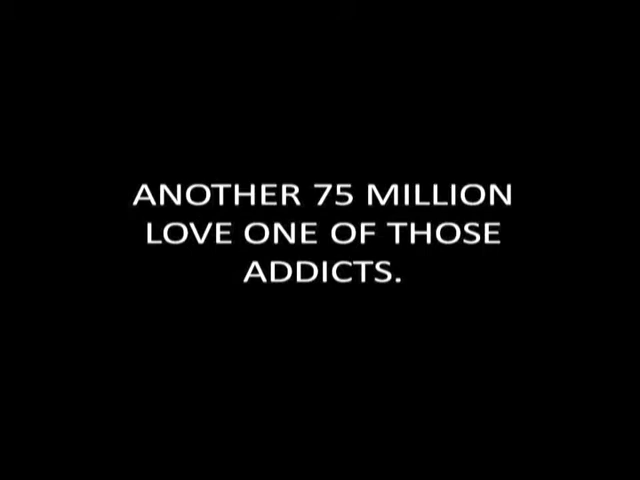 ANOTHER 75 MILLION
LOVE ONE OF THOSE
ADDICTS.